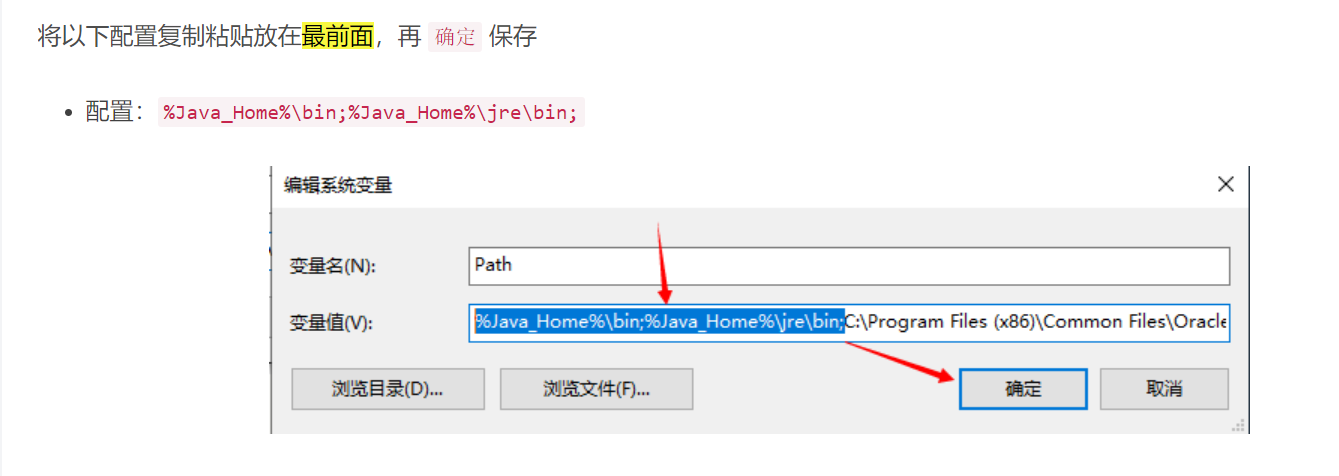 将以下配置复制粘贴放在最前面，再 确定 保存
• 配置：%Java_Home%\bin;%Java_Home%\jre\bin;
编辑系统变量
变量名(N): Path
变量值(V): %Java_Home%\bin;%Java_Home%\jre\bin;C:\Program Files (x86)\Common Files\Oracle
浏览目录(D)... 浏览文件(F)... 确定 取消